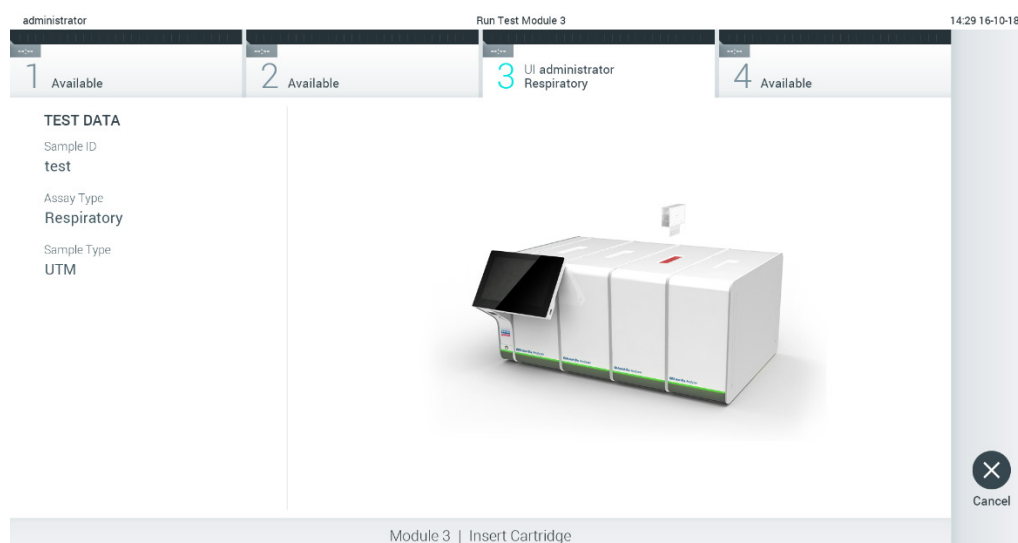 administrator
Run Test Module 3
14:29 16-10-18
--:--
--:--
--:--
--:--
1 Available
2 Available
3 UI administrator
Respiratory
4 Available
TEST DATA
Sample ID
test
Assay Type
Respiratory
Sample Type
UTM
Cancel
Module 3 | Insert Cartridge